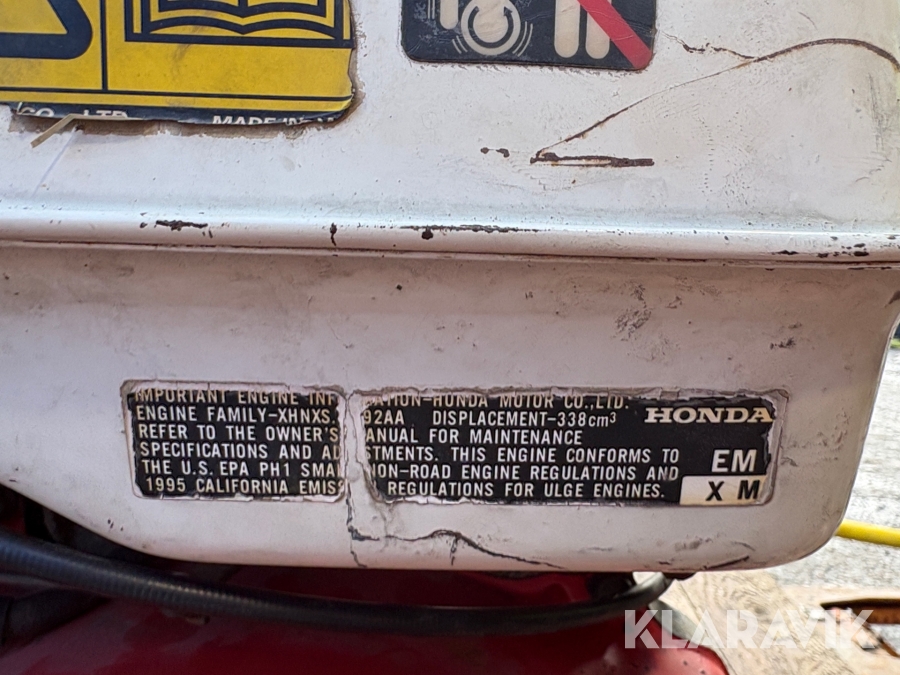 CO., LTD. MADE IN
IMPORTANT ENGINE INF ATION-HONDA MOTOR CO.,LTD.
ENGINE FAMILY-XHNXS. 92AA DISPLACEMENT-338cm³ HONDA
REFER TO THE OWNER'S ANUAL FOR MAINTENANCE
SPECIFICATIONS AND AD STMENTS. THIS ENGINE CONFORMS TO EM
THE U.S. EPA PH1 SMA NON-ROAD ENGINE REGULATIONS AND
1995 CALIFORNIA EMIS REGULATIONS FOR ULGE ENGINES. X M
KLARAVIK